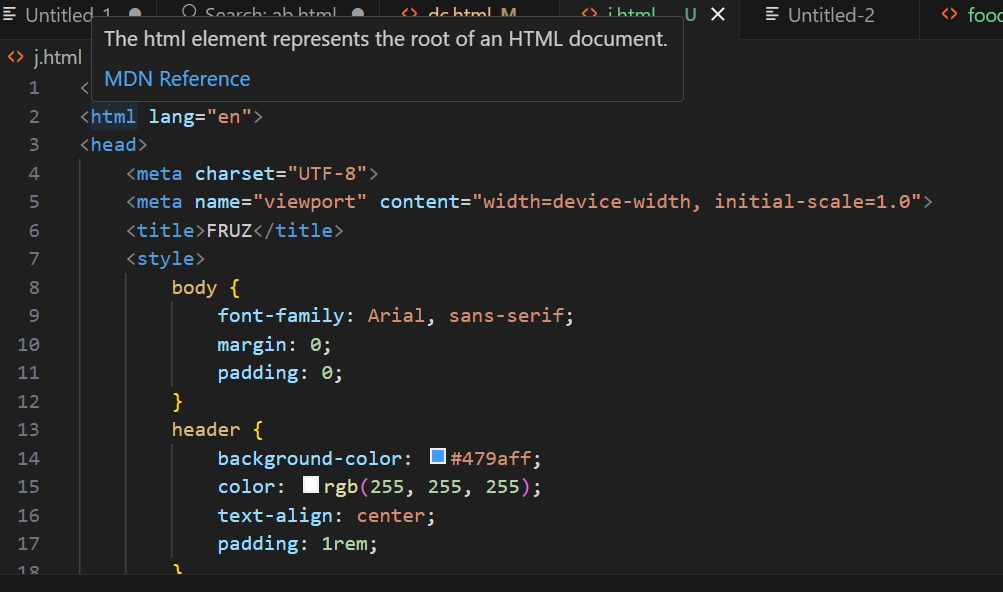 Untitled-1 Search: ab.html dc.html M j.html U Untitled-2 food
The html element represents the root of an HTML document.
MDN Reference
j.html
1 <
2 <html lang="en">
3 <head>
4 <meta charset="UTF-8">
5 <meta name="viewport" content="width=device-width, initial-scale=1.0">
6 <title>FRUZ</title>
7 <style>
8 body {
9 font-family: Arial, sans-serif;
10 margin: 0;
11 padding: 0;
12 }
13 header {
14 background-color: #479aff;
15 color: rgb(255, 255, 255);
16 text-align: center;
17 padding: 1rem;
18 }